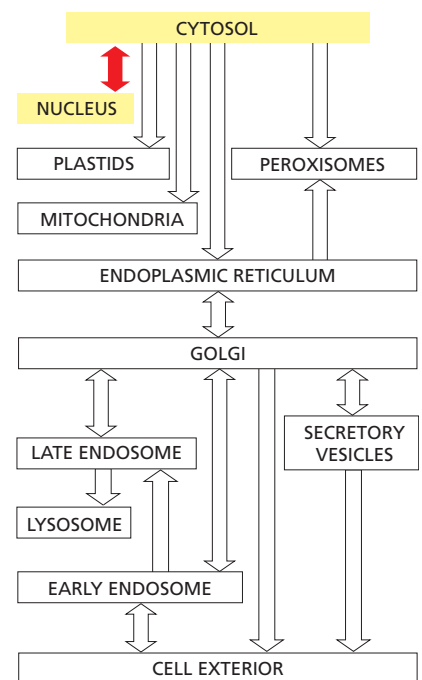 CYTOSOL
NUCLEUS
PLASTIDS
PEROXISOMES
MITOCHONDRIA
ENDOPLASMIC RETICULUM
GOLGI
LATE ENDOSOME
SECRETORY
VESICLES
LYSOSOME
EARLY ENDOSOME
CELL EXTERIOR